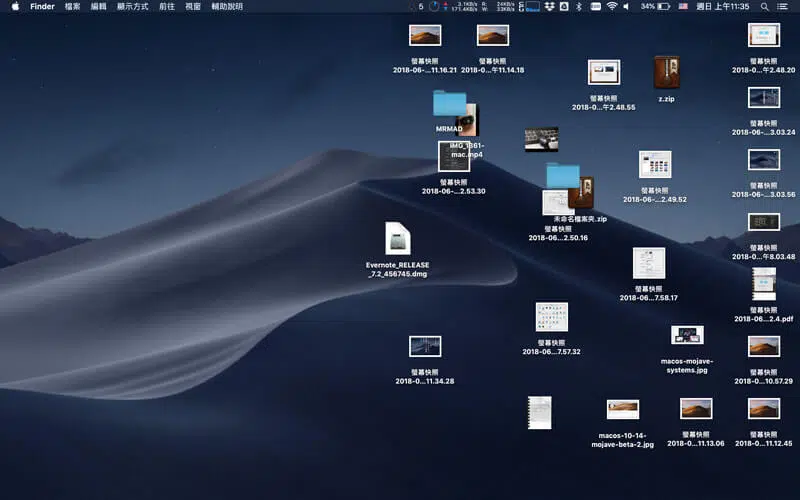 Finder 檔案 編輯 顯示方式 前往 視窗 輔助說明 5 3.1KB/s 171.4KB/s R: 24KB/s W: 33KB/s 34% 週日 上午11:35
螢幕快照
2018-06-...11.16.21
螢幕快照
2018-06-...11.14.18
螢幕快照
2018-0...午2.48.20
螢幕快照
2018-0...午2.48.55
z.zip
螢幕快照
2018-06...3.03.24
MRMAD
IMG_1361-
mac.mp4
螢幕快照
2018-06-...2.53.30
螢幕快照
2018-06...2.49.52
螢幕快照
2018-06...3.03.56
未命名檔案夾.zip
螢幕快照
2018-06...2.50.16
螢幕快照
2018-0...午8.03.48
Evernote_RELEASE
_7.2_456745.dmg
螢幕快照
2018-06...7.58.17
螢幕快照
2018-06...2.4.pdf
螢幕快照
2018-06...7.57.32
macos-mojave-
systems.jpg
螢幕快照
2018-0...11.34.28
螢幕快照
2018-0...10.57.29
macos-10-14-
mojave-beta-2.jpg
螢幕快照
2018-0...11.13.06
螢幕快照
2018-0...11.12.45